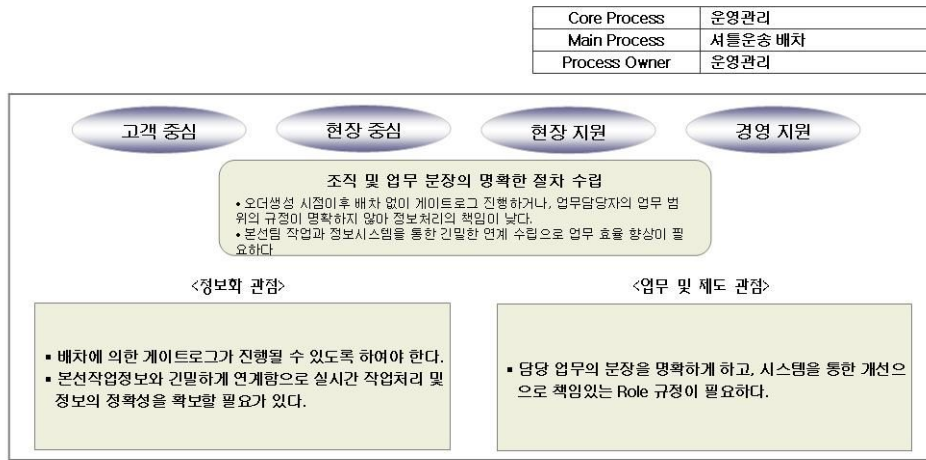 Core Process 운영관리
Main Process 셔틀운송 배차
Process Owner 운영관리
고객 중심 현장 중심 현장 지원 경영 지원
조직 및 업무 분장의 명확한 절차 수립
• 오더생성 시점이후 배차 없이 게이트로그 진행하거나, 업무담당자의 업무 범
위의 규정이 명확하지 않아 정보처리의 책임이 낮다.
• 본선팀 작업과 정보시스템을 통한 긴밀한 연계 수립으로 업무 효율 향상이 필
요하다
<정보화 관점>
▪ 배차에 의한 게이트로그가 진행될 수 있도록 하여야 한다.
▪ 본선작업정보와 긴밀하게 연계함으로 실시간 작업처리 및
정보의 정확성을 확보할 필요가 있다.
<업무 및 제도 관점>
▪ 담당 업무의 분장을 명확하게 하고, 시스템을 통한 개선으
으로 책임있는 Role 규정이 필요하다.